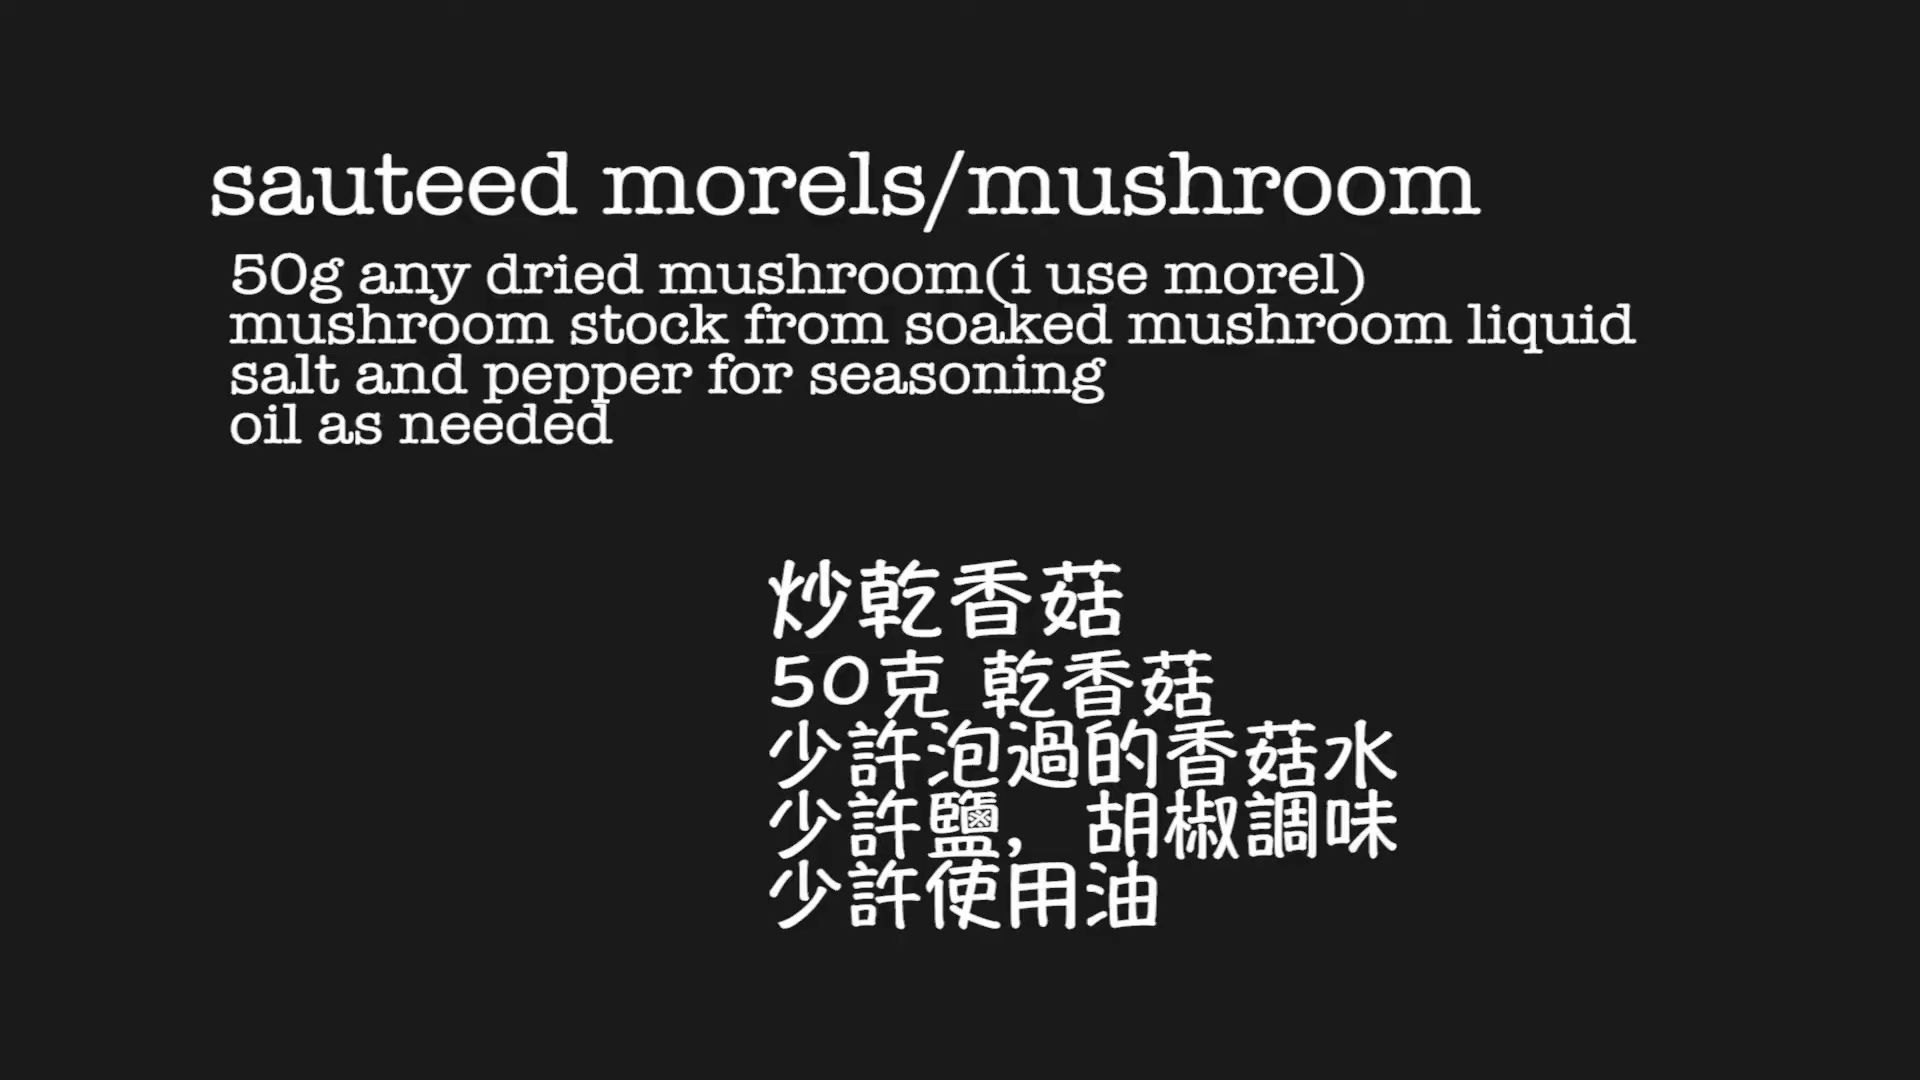 sauteed morels/mushroom
50g any dried mushroom(i use morel)
mushroom stock from soaked mushroom liquid
salt and pepper for seasoning
oil as needed
炒乾香菇
50克 乾香菇
少許泡過的香菇水
少許鹽, 胡椒調味
少許使用油